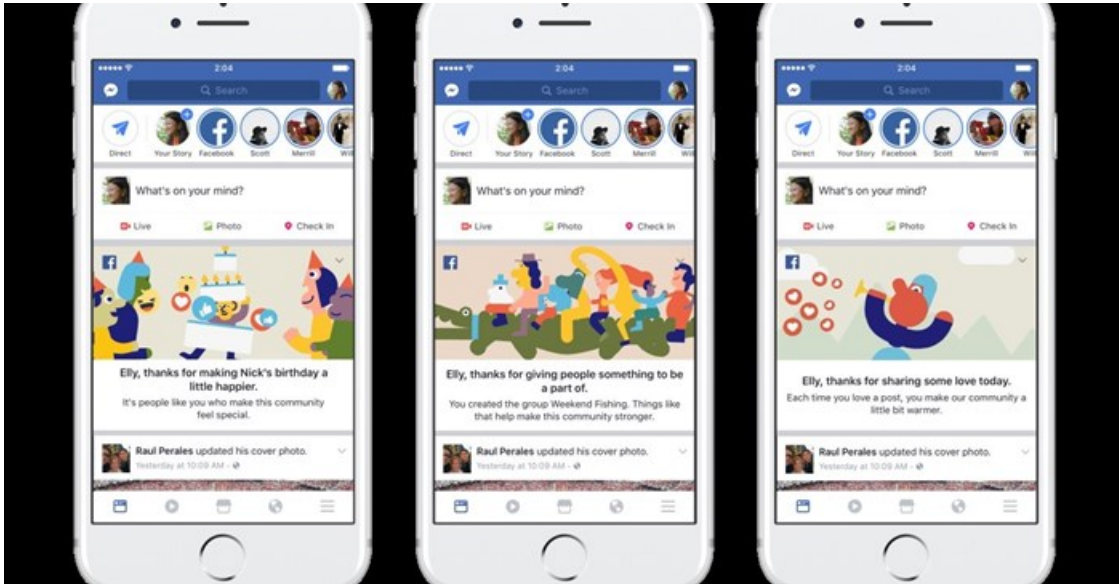 2:04
Search
Direct
Your Story
Facebook
Scott
Merrill
What's on your mind?
Live
Photo
Check In
Elly, thanks for making Nick's birthday a
little happier.
It's people like you who make this community
feel special.
Raul Perales updated his cover photo.
Yesterday at 10:09 AM
2:04
Search
Direct
Your Story
Facebook
Scott
Merrill
What's on your mind?
Live
Photo
Check In
Elly, thanks for giving people something to be
a part of.
You created the group Weekend Fishing. Things like
that help make this community stronger.
Raul Perales updated his cover photo.
Yesterday at 10:09 AM
2:04
Search
Direct
Your Story
Facebook
Scott
Merrill
What's on your mind?
Live
Photo
Check In
Elly, thanks for sharing some love today.
Each time you love a post, you make our community a
little bit warmer.
Raul Perales updated his cover photo.
Yesterday at 10:09 AM